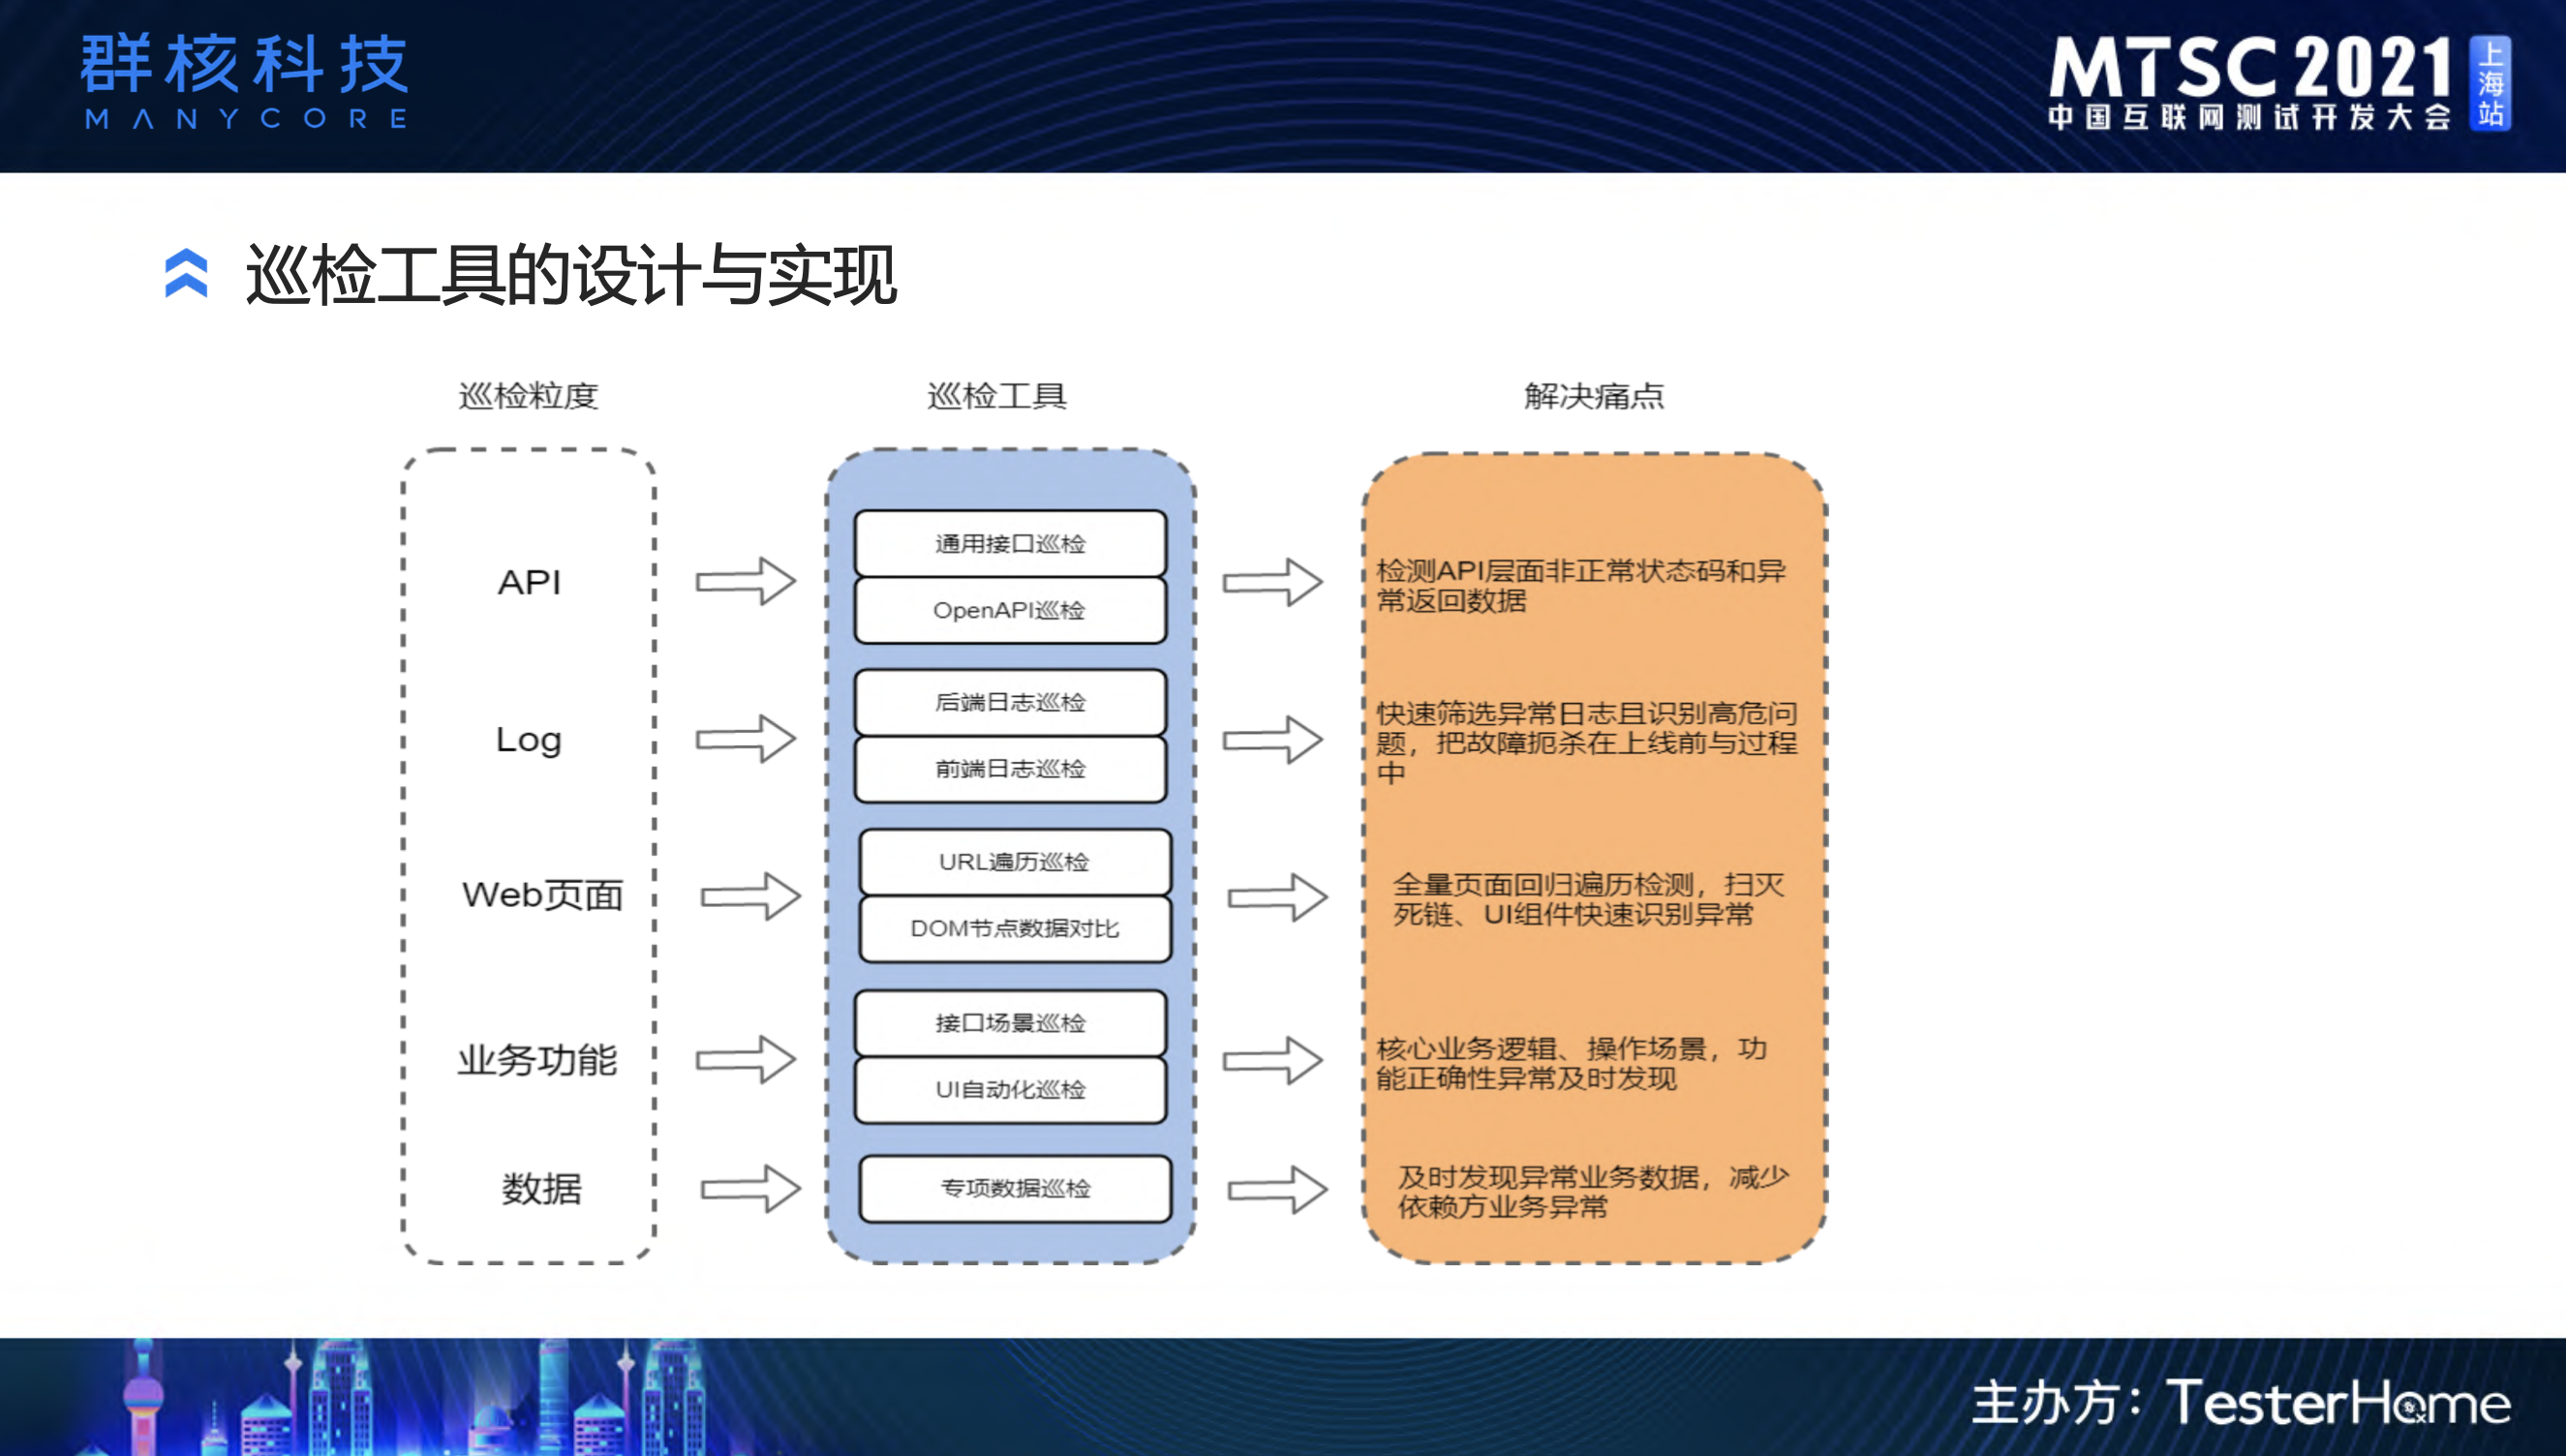 群核科技
MANYCORE
MTSC 2021
中国互联网测试开发大会
上海站
巡检工具的设计与实现
巡检粒度
巡检工具
解决痛点
API
通用接口巡检
OpenAPI巡检
检测API层面非正常状态码和异
常返回数据
Log
后端日志巡检
前端日志巡检
快速筛选异常日志且识别高危问
题，把故障扼杀在上线前与过程
中
Web页面
URL遍历巡检
DOM节点数据对比
全量页面回归遍历检测，扫灭
死链、UI组件快速识别异常
业务功能
接口场景巡检
UI自动化巡检
核心业务逻辑、操作场景，功
能正确性异常及时发现
数据
专项数据巡检
及时发现异常业务数据，减少
依赖方业务异常
主办方：TesterHome